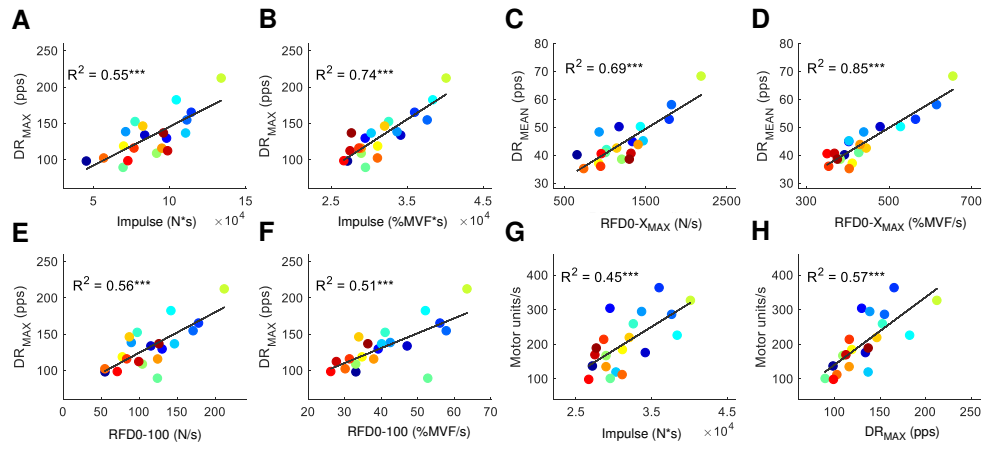 A
B
C
D
R² = 0.55***
R² = 0.74***
R² = 0.69***
R² = 0.85***
DR_MAX (pps)
250
200
150
100
5
10
15
× 10⁴
Impulse (N*s)
DR_MAX (pps)
250
200
150
100
2.5
3.5
4.5
× 10⁴
Impulse (%MVF*s)
DR_MEAN (pps)
80
70
60
50
40
30
500
1500
2500
RFD0-X_MAX (N/s)
DR_MEAN (pps)
80
70
60
50
40
30
300
500
700
RFD0-X_MAX (%MVF/s)
E
F
G
H
R² = 0.56***
R² = 0.51***
R² = 0.45***
R² = 0.57***
DR_MAX (pps)
250
200
150
100
0
50
100
150
200
RFD0-100 (N/s)
DR_MAX (pps)
250
200
150
100
20
30
40
50
60
70
RFD0-100 (%MVF/s)
Motor units/s
400
300
200
100
2.5
3.5
4.5
× 10⁴
Impulse (N*s)
Motor units/s
400
300
200
100
50
100
150
200
250
DR_MAX (pps)